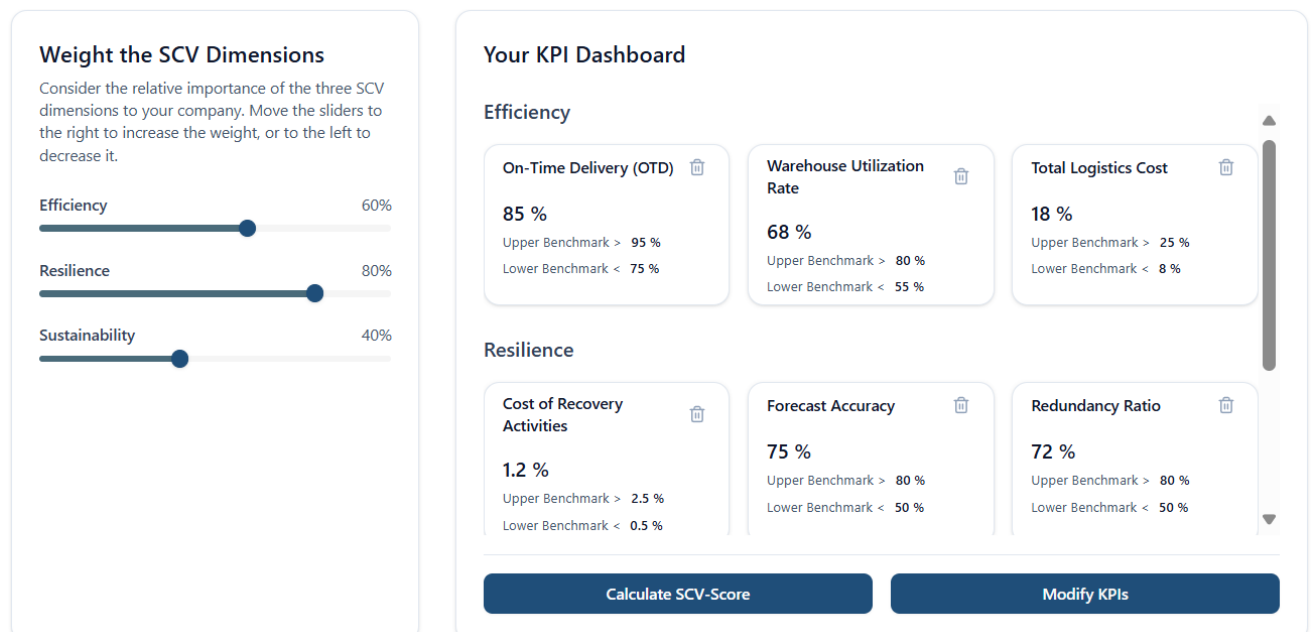 Weight the SCV Dimensions
Consider the relative importance of the three SCV
dimensions to your company. Move the sliders to
the right to increase the weight, or to the left to
decrease it.
Efficiency 60%
Resilience 80%
Sustainability 40%
Your KPI Dashboard
Efficiency
On-Time Delivery (OTD)
85 %
Upper Benchmark > 95 %
Lower Benchmark < 75 %
Warehouse Utilization
Rate
68 %
Upper Benchmark > 80 %
Lower Benchmark < 55 %
Total Logistics Cost
18 %
Upper Benchmark > 25 %
Lower Benchmark < 8 %
Resilience
Cost of Recovery
Activities
1.2 %
Upper Benchmark > 2.5 %
Lower Benchmark < 0.5 %
Forecast Accuracy
75 %
Upper Benchmark > 80 %
Lower Benchmark < 50 %
Redundancy Ratio
72 %
Upper Benchmark > 80 %
Lower Benchmark < 50 %
Calculate SCV-Score
Modify KPIs